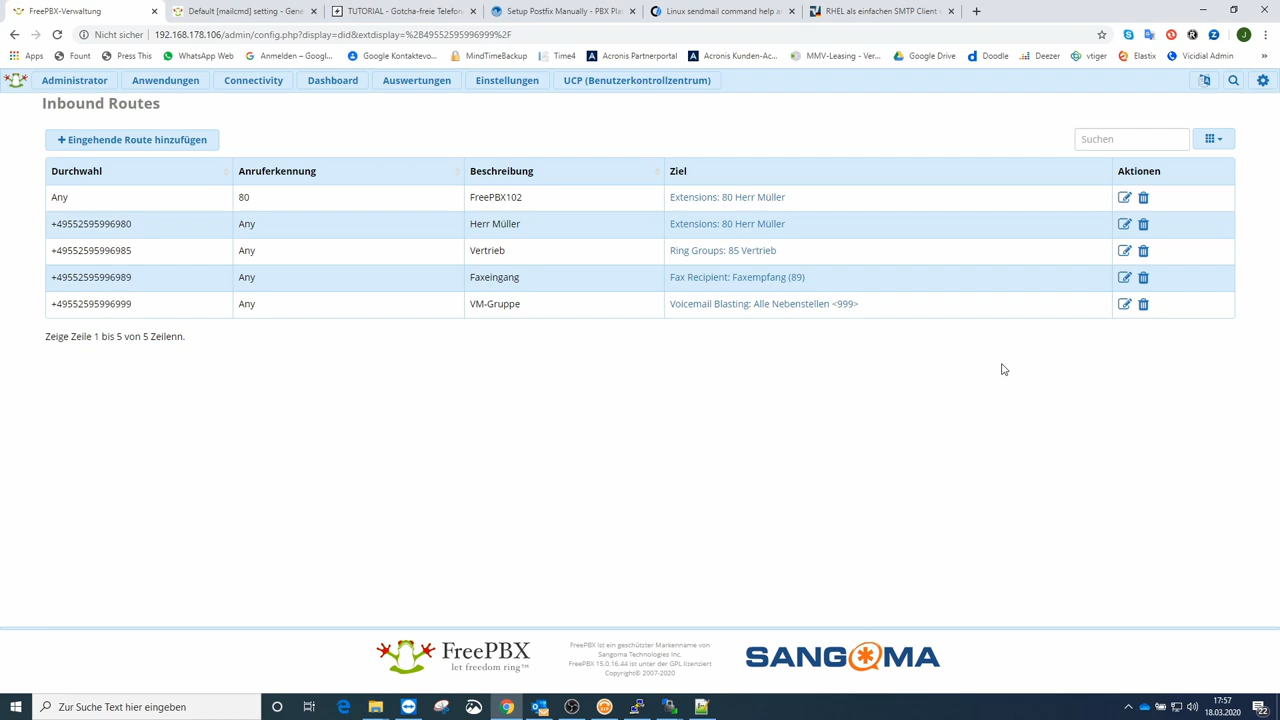 FreePBX-Verwaltung
Default [mailcmd] setting - Gene
TUTORIAL - Gotcha-freie Telefon
Setup Postfix Manually - PBX Pla
Linux sendmail command help a
RHEL als einfachen SMTP Client
Nicht sicher 192.168.178.106/admin/config.php?display=did&extdisplay=%2B49552595996999%2F
Apps Fount Press This WhatsApp Web Anmelden – Googl... Google Kontaktevo... MindTimeBackup Time4 Acronis Partnerportal Acronis Kunden-Ac... MMV-Leasing - Ver... Google Drive Doodle Deezer vtiger Elastix Vicidial Admin
Administrator Anwendungen Connectivity Dashboard Auswertungen Einstellungen UCP (Benutzerkontrollzentrum)
Inbound Routes
+ Eingehende Route hinzufügen
Suchen
Durchwahl Anruferkennung Beschreibung Ziel Aktionen
Any 80 FreePBX102 Extensions: 80 Herr Müller
+49552595996980 Any Herr Müller Extensions: 80 Herr Müller
+49552595996985 Any Vertrieb Ring Groups: 85 Vertrieb
+49552595996989 Any Faxeingang Fax Recipient: Faxempfang (89)
+49552595996999 Any VM-Gruppe Voicemail Blasting: Alle Nebenstellen <999>
Zeige Zeile 1 bis 5 von 5 Zeilenn.
FreePBX
let freedom ring™
FreePBX ist ein geschützter Markenname von
Sangoma Technologies Inc.
FreePBX 15.0.16.44 ist unter der GPL lizenziert
Copyright© 2007-2020
SANGOMA
Zur Suche Text hier eingeben
17:57
18.03.2020
22